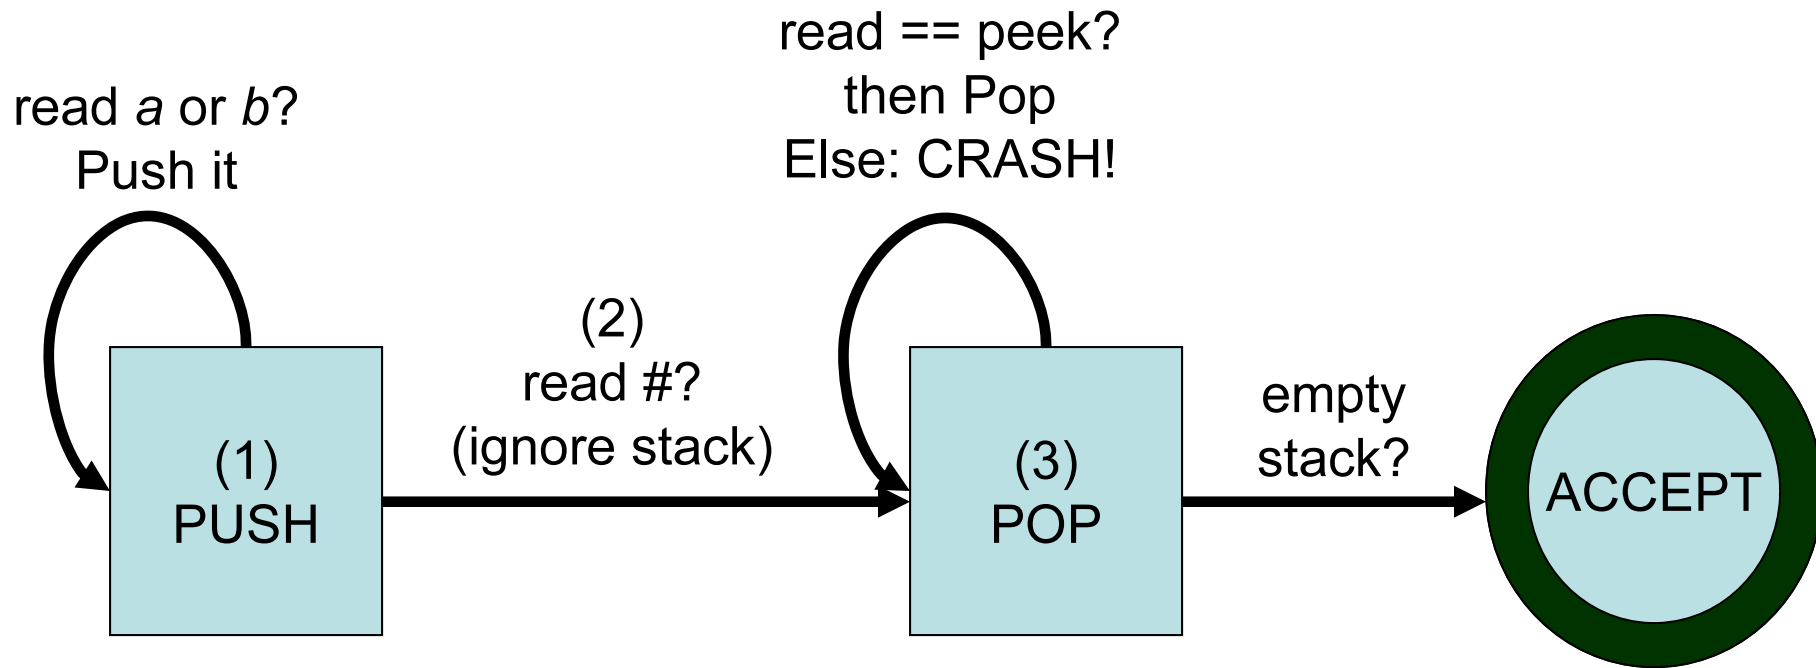 read a or b?
Push it
(1)
PUSH
(2)
read #?
(ignore stack)
read == peek?
then Pop
Else: CRASH!
(3)
POP
empty
stack?
ACCEPT